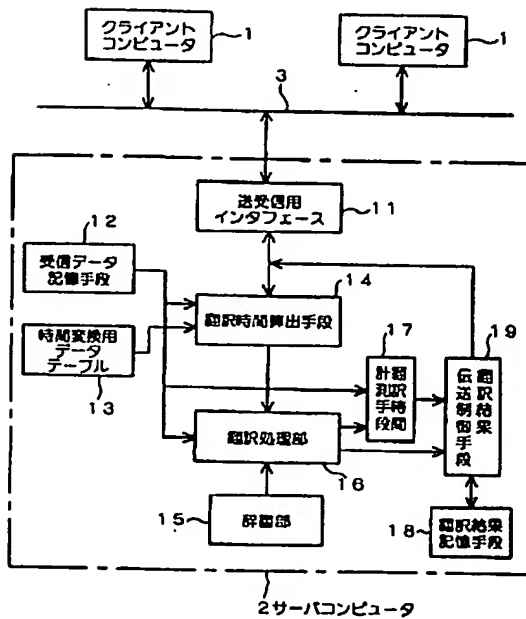 クライアント
コンピュータ
1
クライアント
コンピュータ
1
3
送受信用
インタフェース
11
12
受信データ
記憶手段
14
翻訳時間算出手段
時間変換用
データ
テーブル
13
17
翻訳時間
計測手段
19
翻訳結果
伝送制御手段
翻訳処理部
16
15
辞書部
18
翻訳結果
記憶手段
2サーバコンピュータ